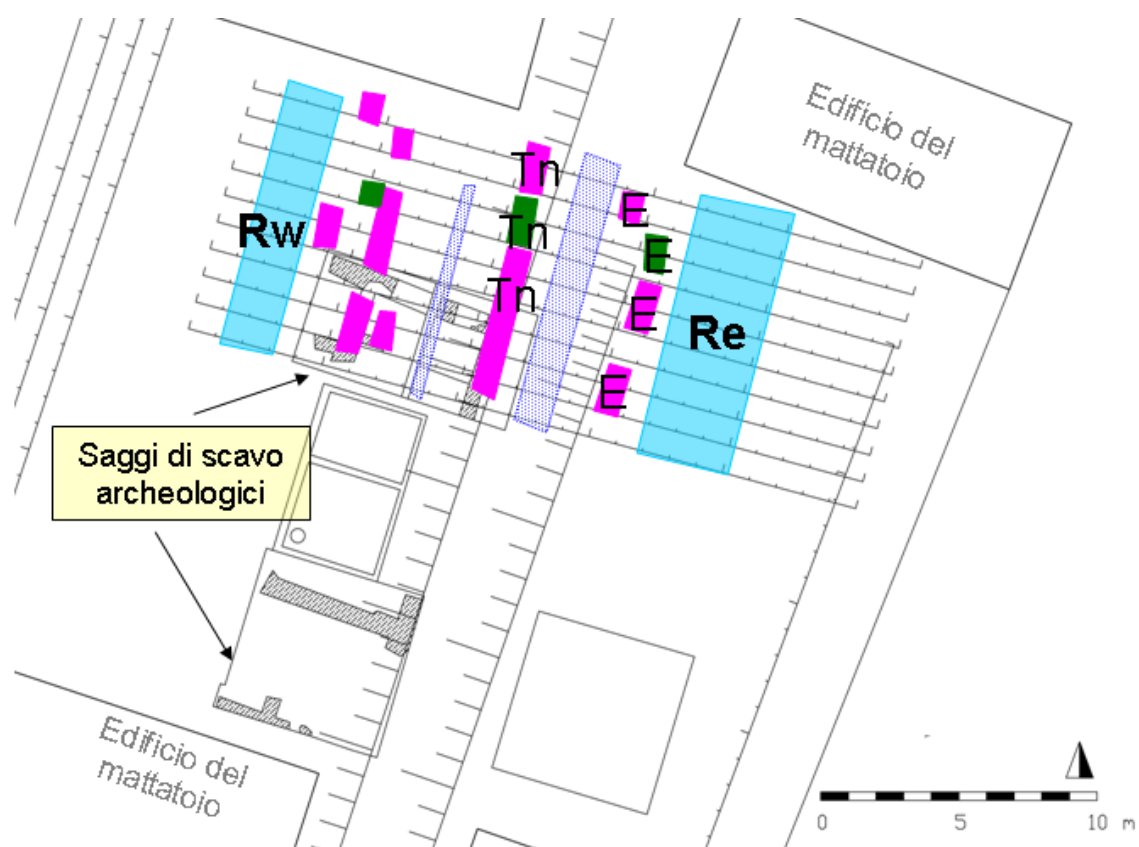 Edificio del
mattatoio
Tn
E
Rw
Tn
E
Tn
E
Re
E
Saggi di scavo
archeologici
Edificio del
mattatoio
0 5 10 m